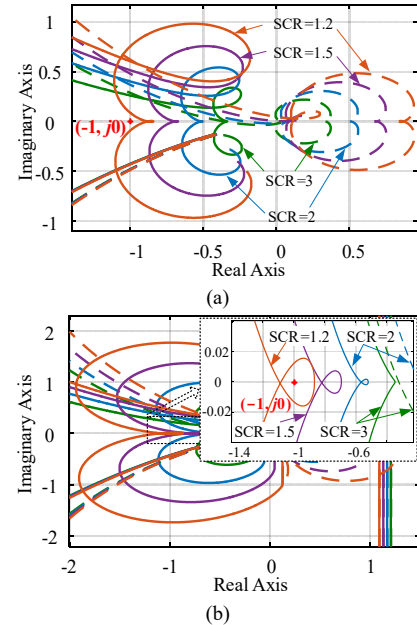 SCR=1.2
SCR=1.5
1
0.5
0
-0.5
-1
Imaginary Axis
(-1, j0)
SCR=3
SCR=2
-1
-0.5
0
0.5
1
Real Axis
(a)
2
1
0
-1
-2
Imaginary Axis
SCR=1.2
SCR=2
0.02
0
-0.02
(-1, j0)
SCR=1.5
SCR=3
-1.4
-1
-0.6
-2
-1
0
1
Real Axis
(b)